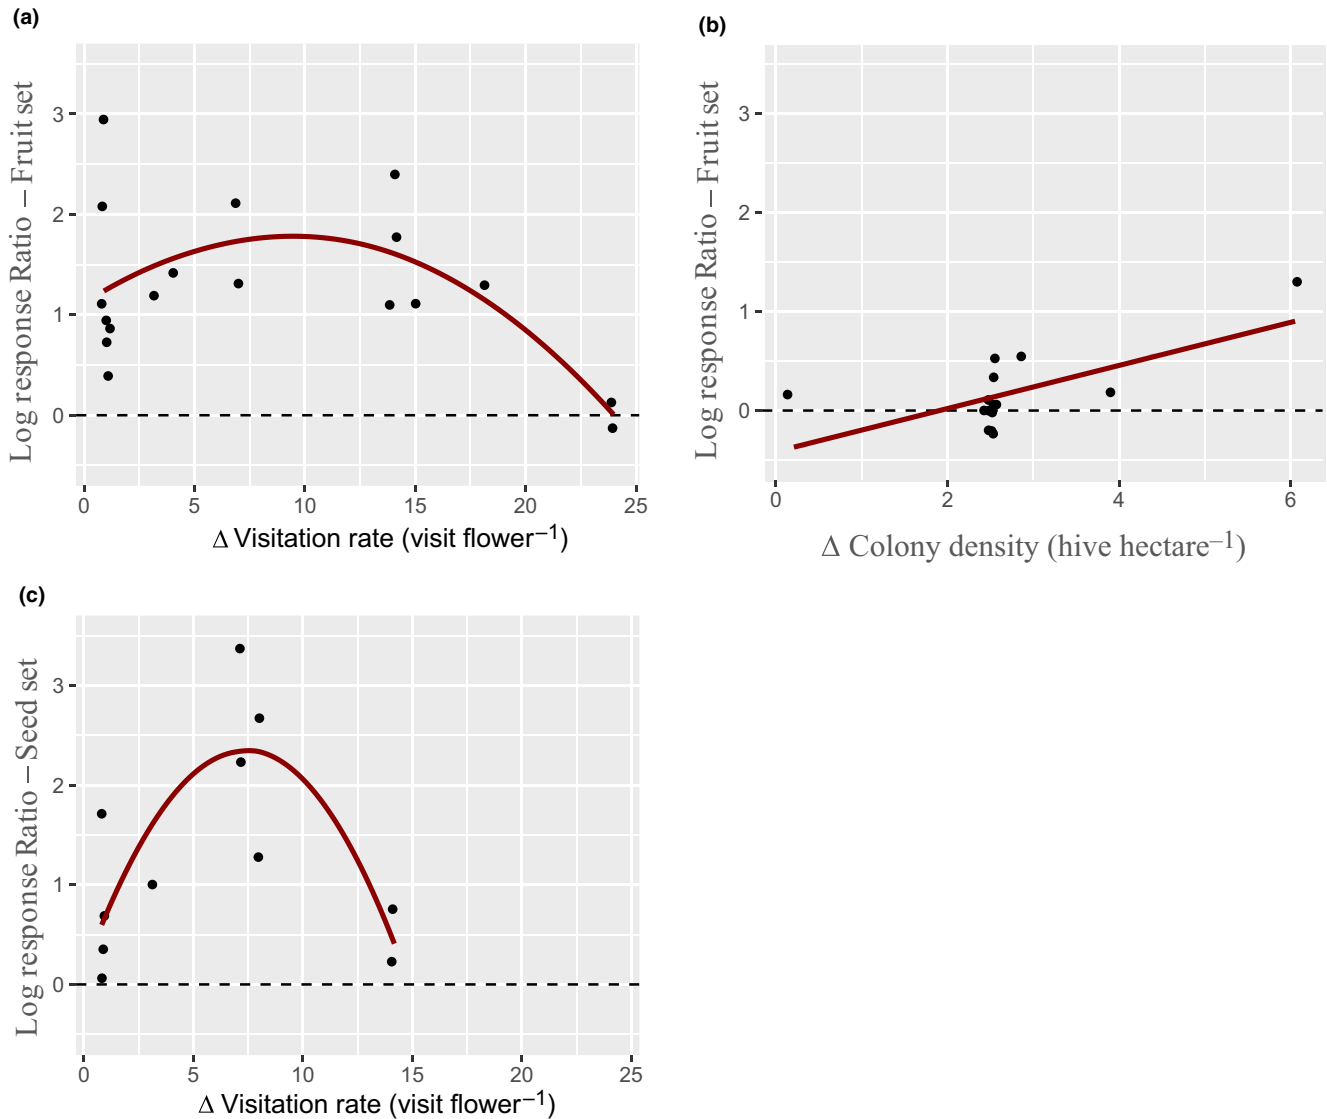 (a)
Log response Ratio – Fruit set
3
2
1
0
0 5 10 15 20 25
Δ Visitation rate (visit flower⁻¹)
(b)
Log response Ratio – Fruit set
3
2
1
0
0 2 4 6
Δ Colony density (hive hectare⁻¹)
(c)
Log response Ratio – Seed set
3
2
1
0
0 5 10 15 20 25
Δ Visitation rate (visit flower⁻¹)